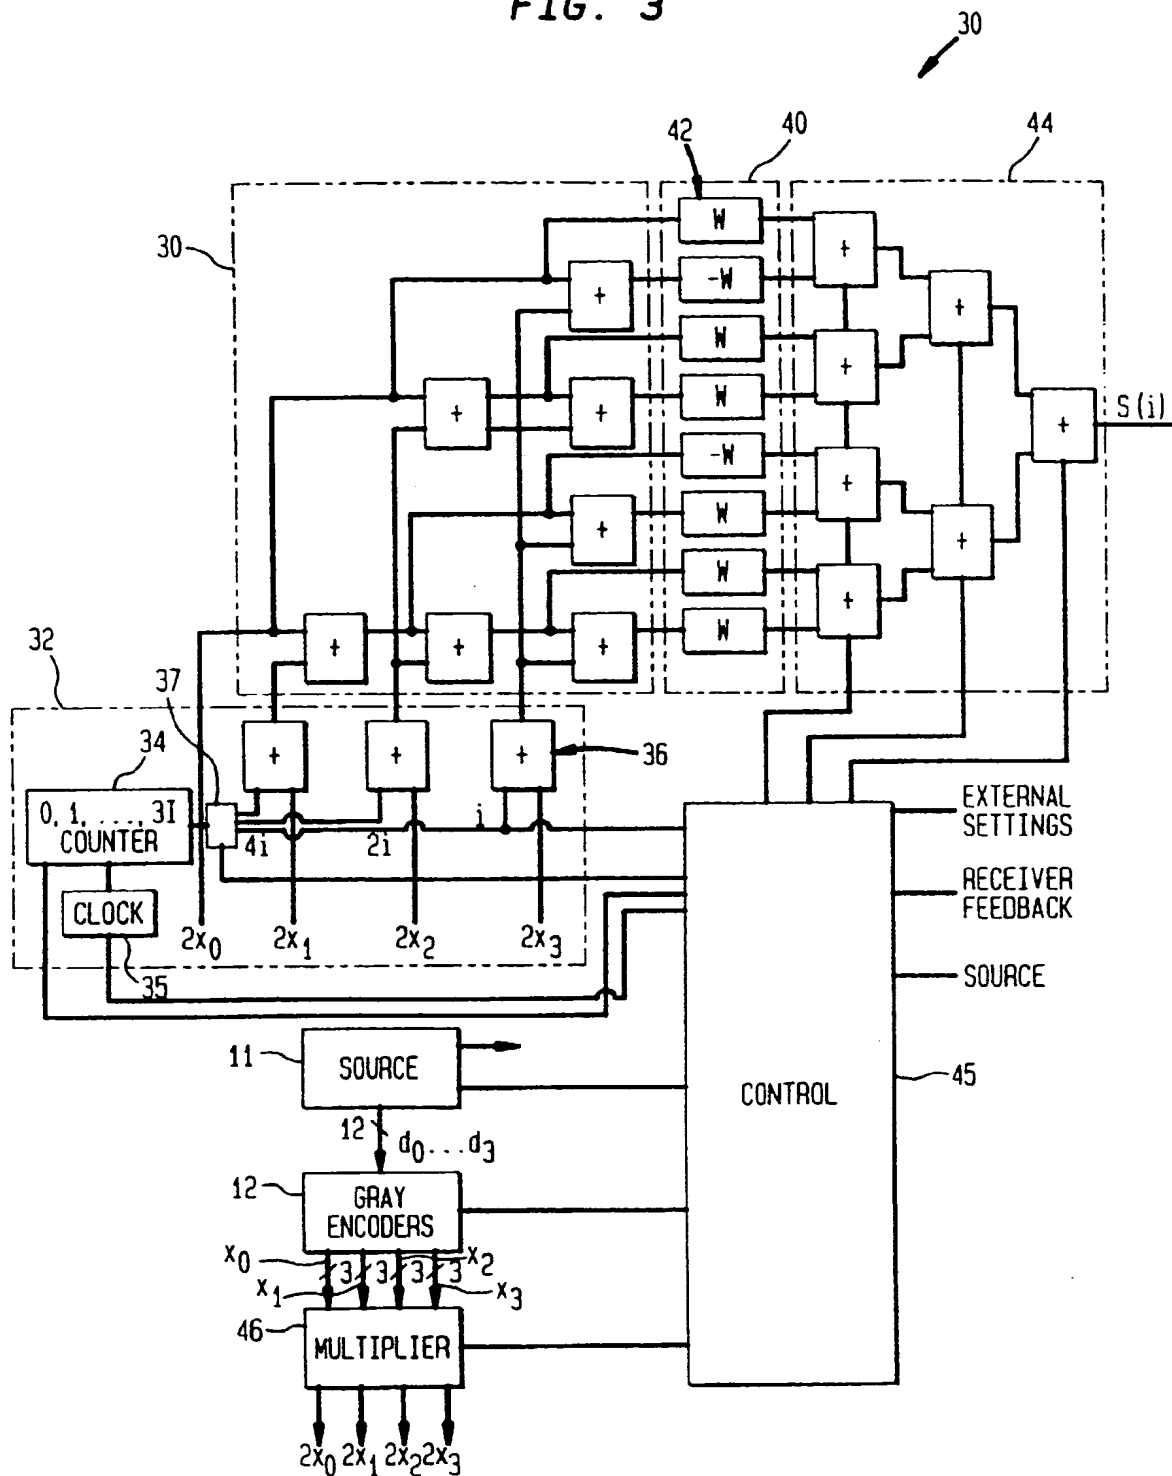 FIG. 3
30
42
40
44
30
W
-W
W
W
-W
W
W
W
+
+
+
+
+
+
+
+
+
+
+
+
+
+
S(i)
32
37
34
36
+
+
+
0, 1, ..., 3I
COUNTER
4i
2i
i
CLOCK
35
2x0
2x1
2x2
2x3
EXTERNAL
SETTINGS
RECEIVER
FEEDBACK
SOURCE
CONTROL
45
11
SOURCE
12
d0...d3
12
GRAY
ENCODERS
x0
x1
3
3
3
3
x2
x3
46
MULTIPLIER
2x0
2x1
2x2
2x3